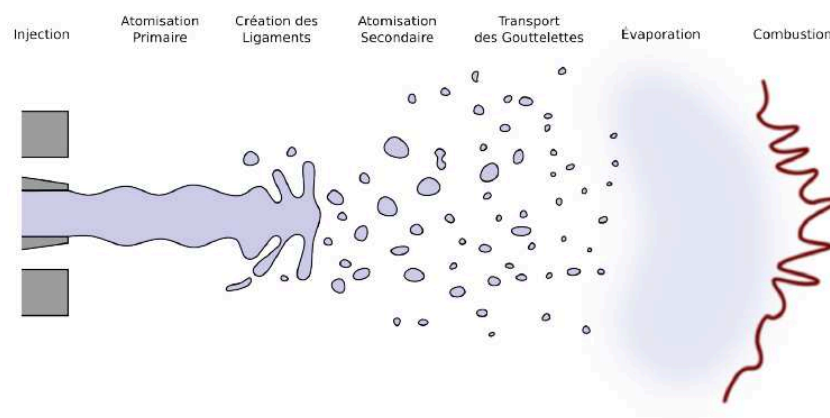 Injection
Atomisation
Primaire
Création des
Ligaments
Atomisation
Secondaire
Transport
des Gouttelettes
Évaporation
Combustion